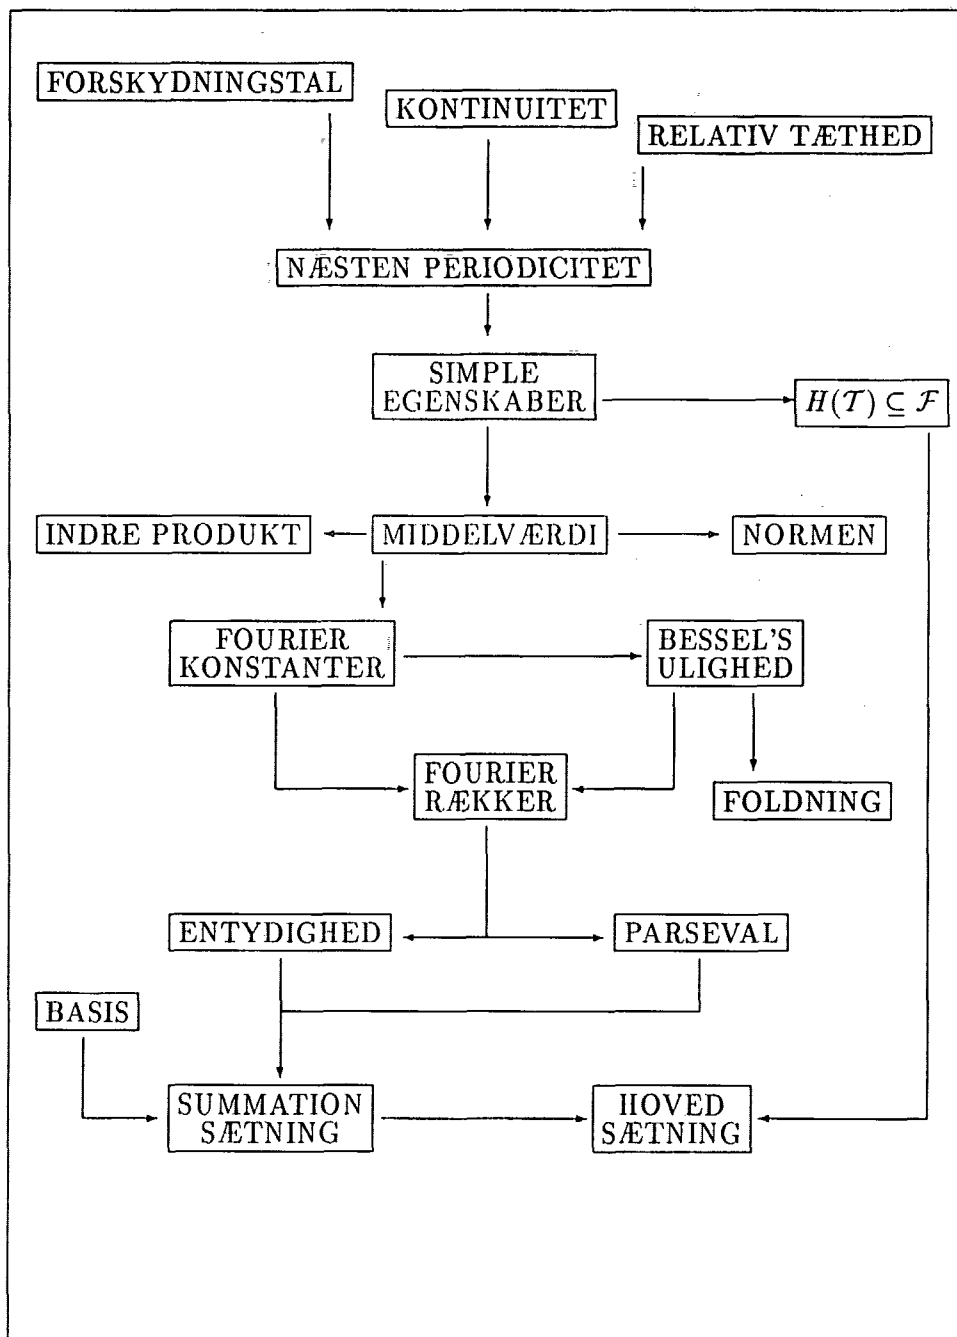 FORSKYDNINGSTAL
KONTINUITET
RELATIV TÆTHED
NÆSTEN PERIODICITET
SIMPLE
EGENSKABER
H(𝒯) ⊆ ℱ
INDRE PRODUKT
MIDDELVÆRDI
NORMEN
FOURIER
KONSTANTER
BESSEL'S
ULIGHED
FOURIER
RÆKKER
FOLDNING
ENTYDIGHED
PARSEVAL
BASIS
SUMMATION
SÆTNING
HOVED
SÆTNING